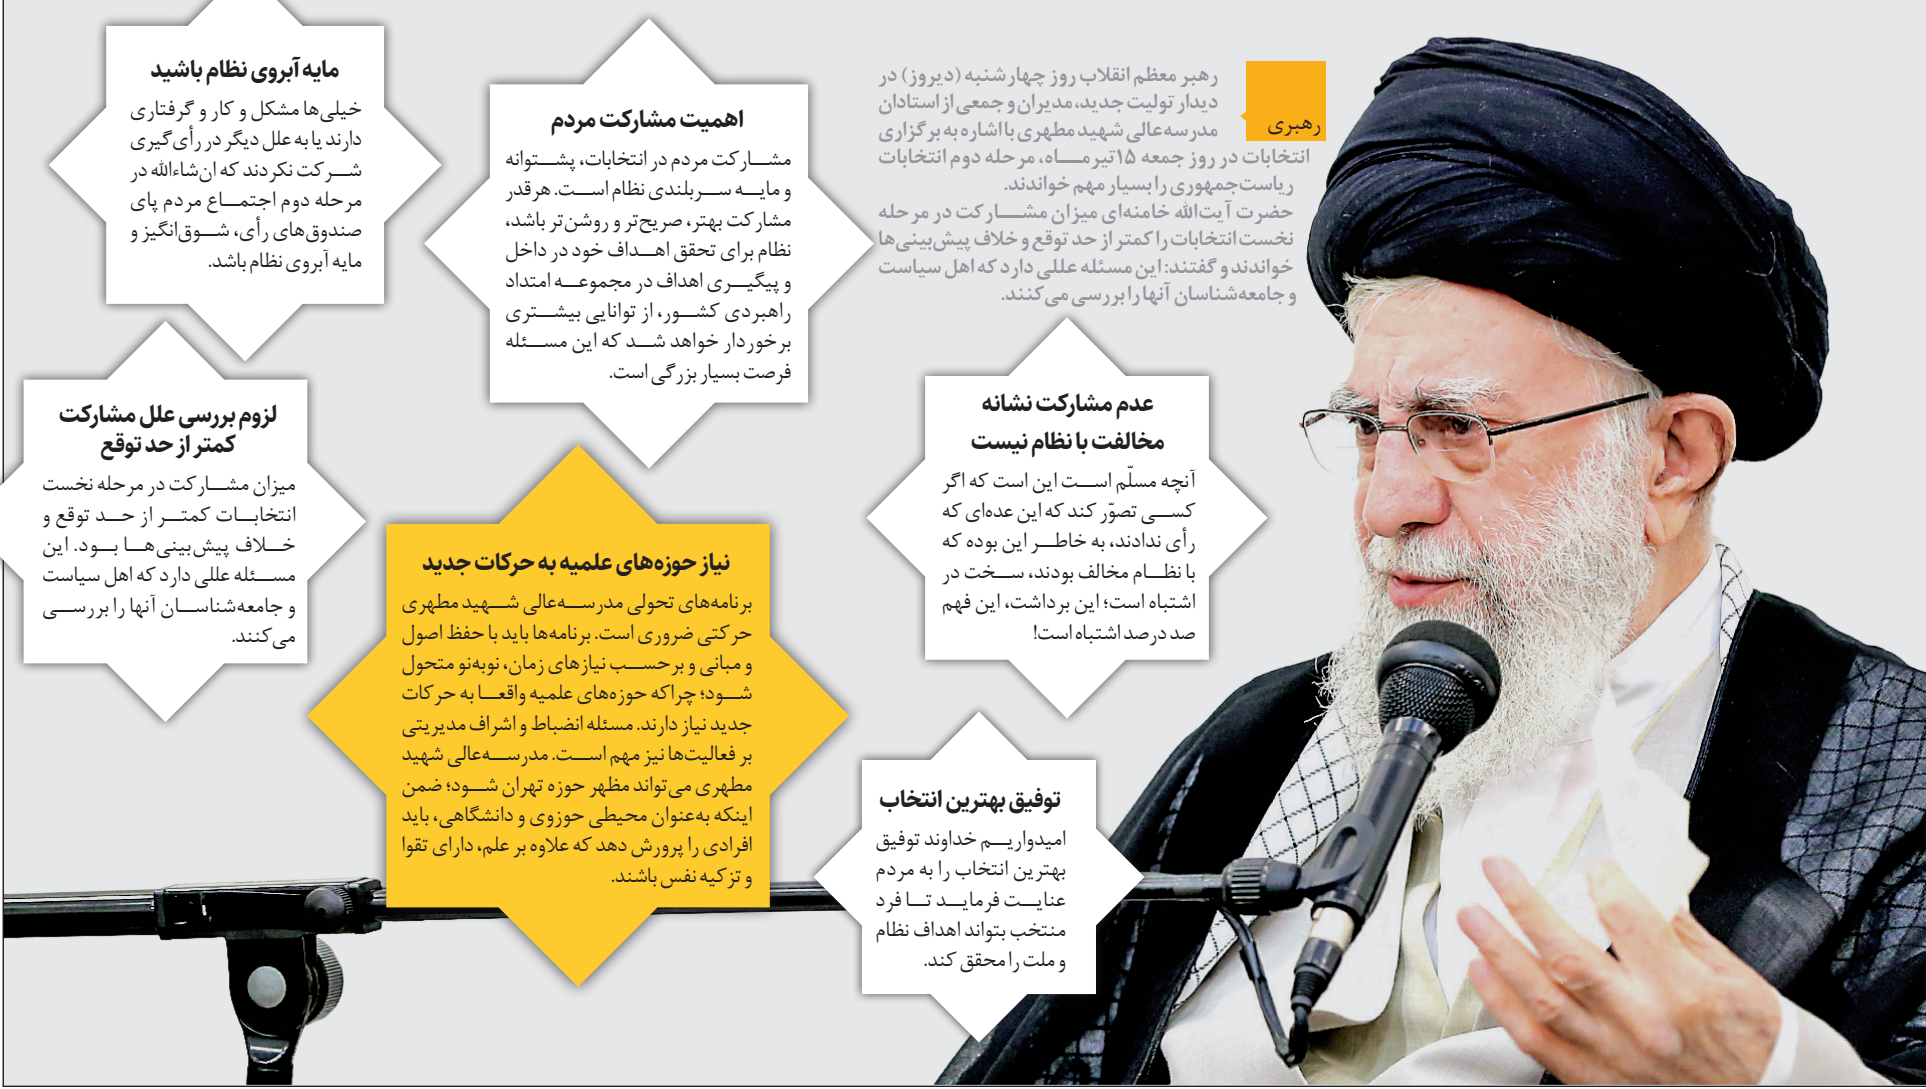 رهبری
رهبر معظم انقلاب روز چهارشنبه (دیروز) در
دیدار تولیت جدید، مدیران و جمعی از استادان
مدرسه‌عالی شهید مطهری با اشاره به برگزاری
انتخابات در روز جمعه ۱۵تیرماه، مرحله دوم انتخابات
ریاست‌جمهوری را بسیار مهم خواندند.
حضرت آیت‌الله خامنه‌ای میزان مشارکت در مرحله
نخست انتخابات را کمتر از حد توقع و خلاف پیش‌بینی‌ها
خواندند و گفتند: این مسئله عللی دارد که اهل سیاست
و جامعه‌شناسان آنها را بررسی می‌کنند.
عدم مشارکت نشانه
مخالفت با نظام نیست
آنچه مسلّم است این است که اگر
کسی تصوّر کند که این عده‌ای که
رأی ندادند، به خاطر این بوده که
با نظام مخالف بودند، سخت در
اشتباه است؛ این برداشت، این فهم
صد درصد اشتباه است!
توفیق بهترین انتخاب
امیدواریم خداوند توفیق
بهترین انتخاب را به مردم
عنایت فرماید تا فرد
منتخب بتواند اهداف نظام
و ملت را محقق کند.
اهمیت مشارکت مردم
مشارکت مردم در انتخابات، پشتوانه
و مایه سربلندی نظام است. هرقدر
مشارکت بهتر، صریح‌تر و روشن‌تر باشد،
نظام برای تحقق اهداف خود در داخل
و پیگیری اهداف در مجموعه امتداد
راهبردی کشور، از توانایی بیشتری
برخوردار خواهد شد که این مسئله
فرصت بسیار بزرگی است.
نیاز حوزه‌های علمیه به حرکات جدید
برنامه‌های تحولی مدرسه‌عالی شهید مطهری
حرکتی ضروری است. برنامه‌ها باید با حفظ اصول
و مبانی و برحسب نیازهای زمان، نوبه‌نو متحول
شود؛ چراکه حوزه‌های علمیه واقعا به حرکات
جدید نیاز دارند. مسئله انضباط و اشراف مدیریتی
بر فعالیت‌ها نیز مهم است. مدرسه‌عالی شهید
مطهری می‌تواند مظهر حوزه تهران شود؛ ضمن
اینکه به‌عنوان محیطی حوزوی و دانشگاهی، باید
افرادی را پرورش دهد که علاوه بر علم، دارای تقوا
و تزکیه نفس باشند.
مایه آبروی نظام باشید
خیلی‌ها مشکل و کار و گرفتاری
دارند یا به علل دیگر در رأی‌گیری
شرکت نکردند که ان‌شاءالله در
مرحله دوم اجتماع مردم پای
صندوق‌های رأی، شوق‌انگیز و
مایه آبروی نظام باشد.
لزوم بررسی علل مشارکت
کمتر از حد توقع
میزان مشارکت در مرحله نخست
انتخابات کمتر از حد توقع و
خلاف پیش‌بینی‌ها بود. این
مسئله عللی دارد که اهل سیاست
و جامعه‌شناسان آنها را بررسی
می‌کنند.